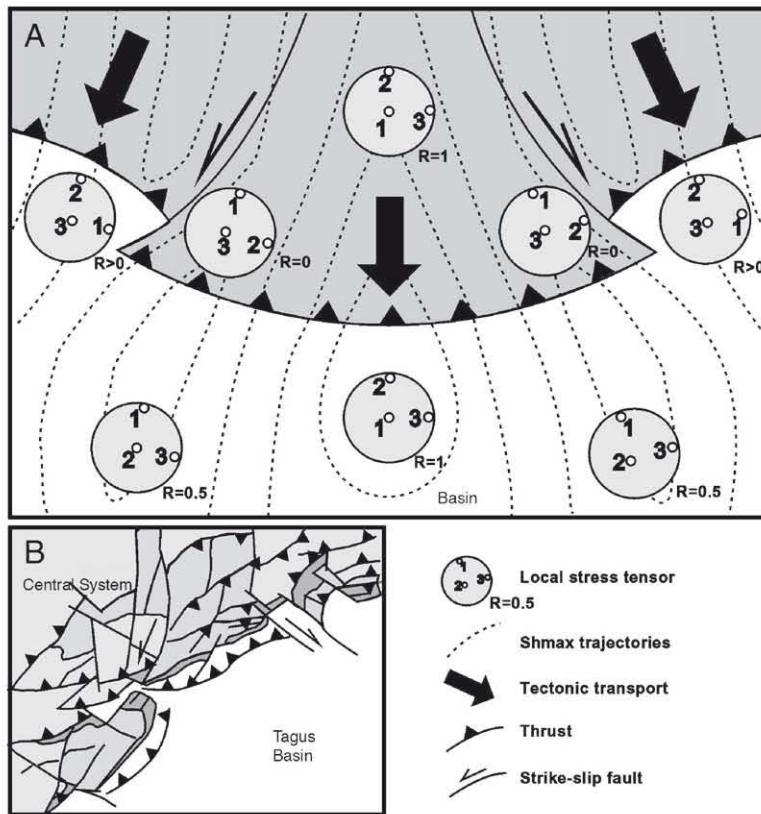 A
2
1 3
R=1
2
3 1
R>0
1
3 2
R=0
1
3 2
R=0
2
3 1
R>0
2
1 3
R=1
1
2 3
R=0.5
1
2 3
R=0.5
Basin
B
Central System
Tagus
Basin
1
2 3
R=0.5
Local stress tensor
Shmax trajectories
Tectonic transport
Thrust
Strike-slip fault